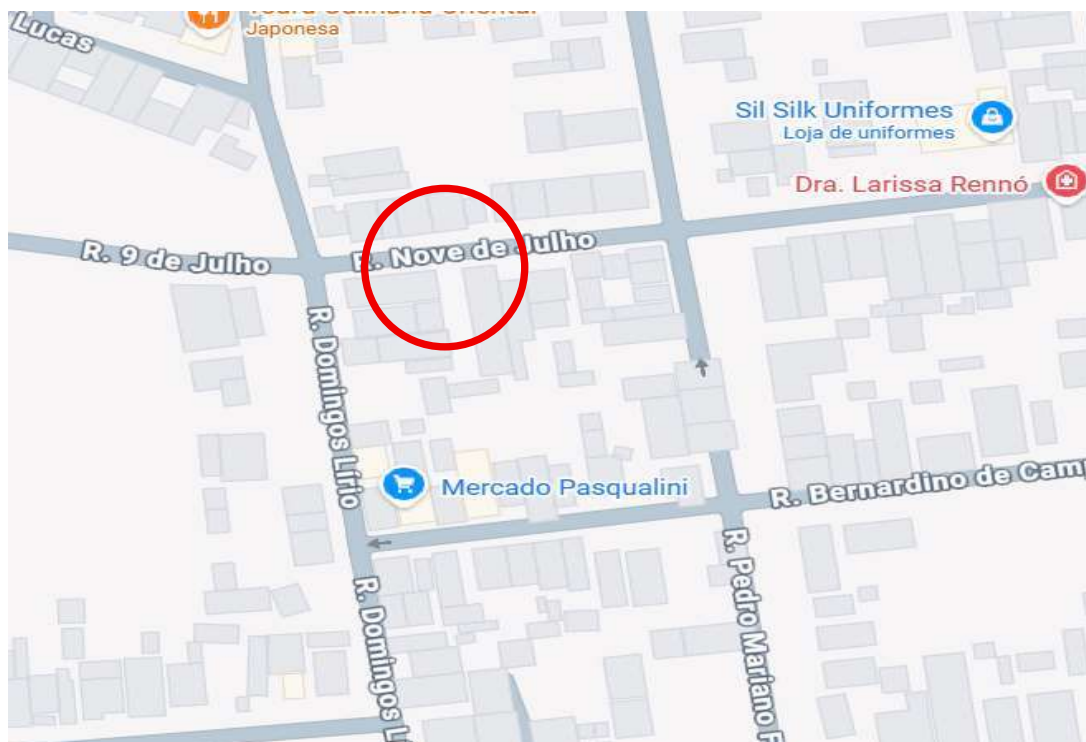 Lucas
Japonesa
Sil Silk Uniformes
Loja de uniformes
Dra. Larissa Rennó
R. 9 de Julho
R. Nove de Julho
R. Domingos Lírio
Mercado Pasqualini
R. Bernardino de Camp
R. Pedro Mariano F
R. Domingos L